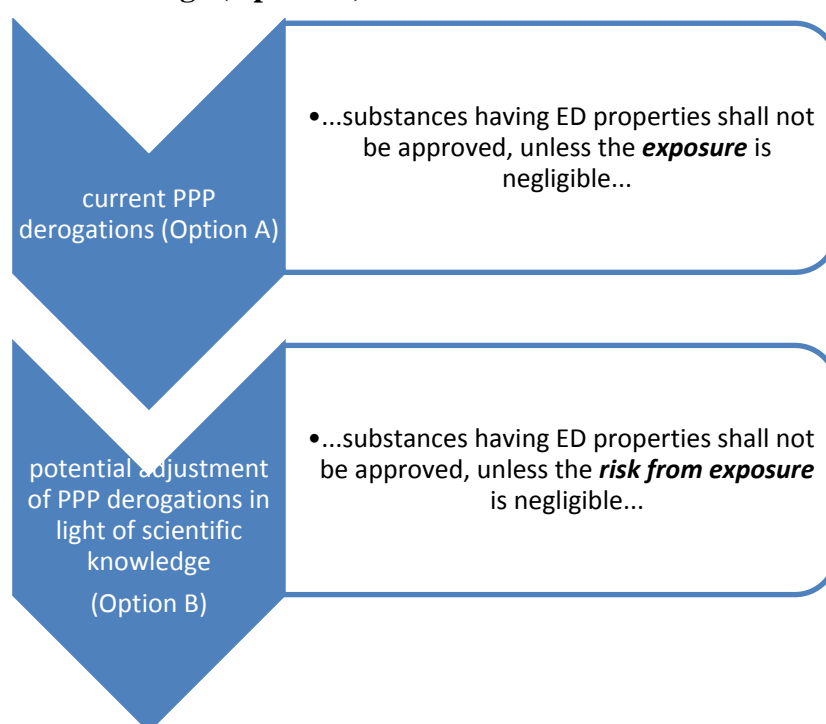 current PPP
derogations (Option A)
•...substances having ED properties shall not
be approved, unless the exposure is
negligible...
potential adjustment
of PPP derogations in
light of scientific
knowledge
(Option B)
•...substances having ED properties shall not
be approved, unless the risk from exposure
is negligible...